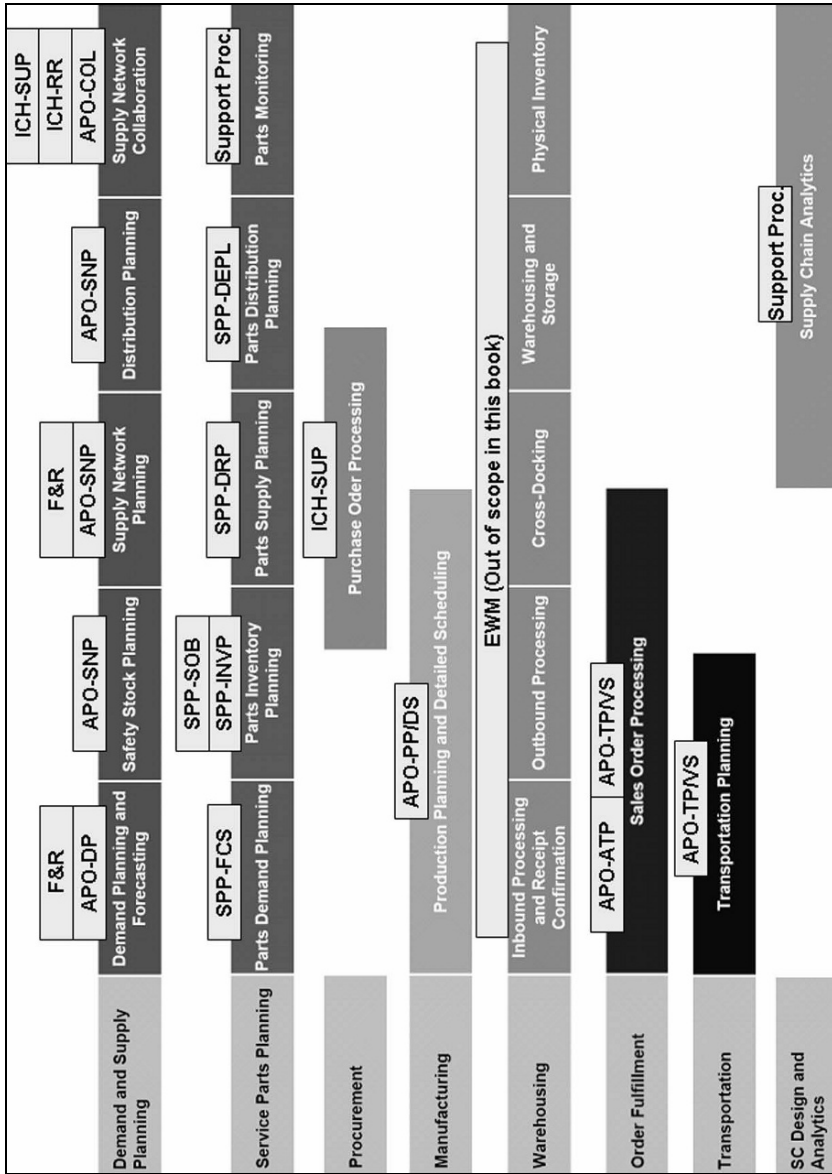 Demand and Supply
Planning
F&R
APO-DP
Demand Planning and
Forecasting
APO-SNP
Safety Stock Planning
F&R
APO-SNP
Supply Network
Planning
APO-SNP
Distribution Planning
ICH-SUP
ICH-RR
APO-COL
Supply Network
Collaboration
Service Parts Planning
SPP-FCS
Parts Demand Planning
SPP-SOB
SPP-INVP
Parts Inventory
Planning
SPP-DRP
Parts Supply Planning
SPP-DEPL
Parts Distribution
Planning
Support Proc.
Parts Monitoring
Procurement
ICH-SUP
Purchase Oder Processing
Manufacturing
APO-PP/DS
Production Planning and Detailed Scheduling
Warehousing
EWM (Out of scope in this book)
Inbound Processing
and Receipt
Confirmation
Outbound Processing
Cross-Docking
Warehousing and
Storage
Physical Inventory
Order Fulfillment
APO-ATP
APO-TP/VS
Sales Order Processing
Transportation
APO-TP/VS
Transportation Planning
SC Design and
Analytics
Support Proc.
Supply Chain Analytics